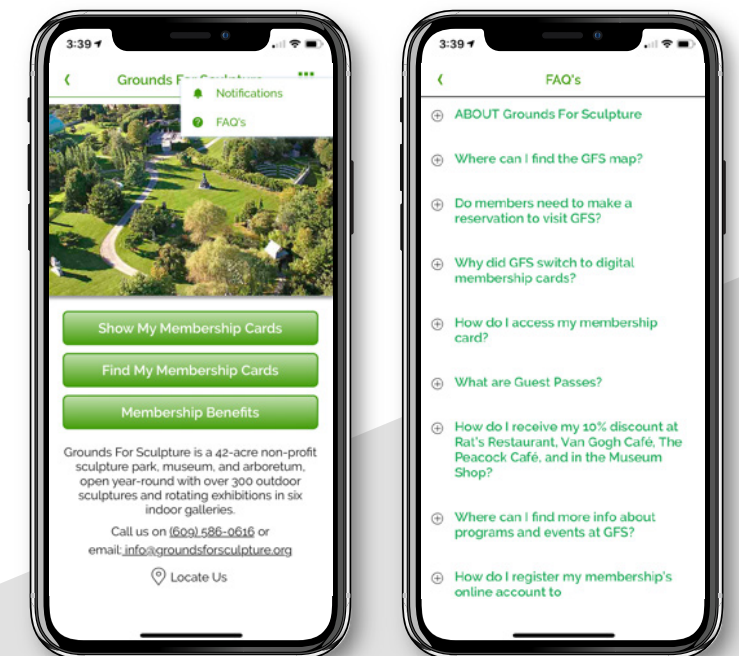 3:39
Grounds For Sculpture
Notifications
FAQ's
Show My Membership Cards
Find My Membership Cards
Membership Benefits
Grounds For Sculpture is a 42-acre non-profit
sculpture park, museum, and arboretum,
open year-round with over 300 outdoor
sculptures and rotating exhibitions in six
indoor galleries.
Call us on (609) 586-0616 or
email: info@groundsforsculpture.org
Locate Us
3:39
FAQ's
ABOUT Grounds For Sculpture
Where can I find the GFS map?
Do members need to make a
reservation to visit GFS?
Why did GFS switch to digital
membership cards?
How do I access my membership
card?
What are Guest Passes?
How do I receive my 10% discount at
Rat's Restaurant, Van Gogh Café, The
Peacock Café, and in the Museum
Shop?
Where can I find more info about
programs and events at GFS?
How do I register my membership's
online account to